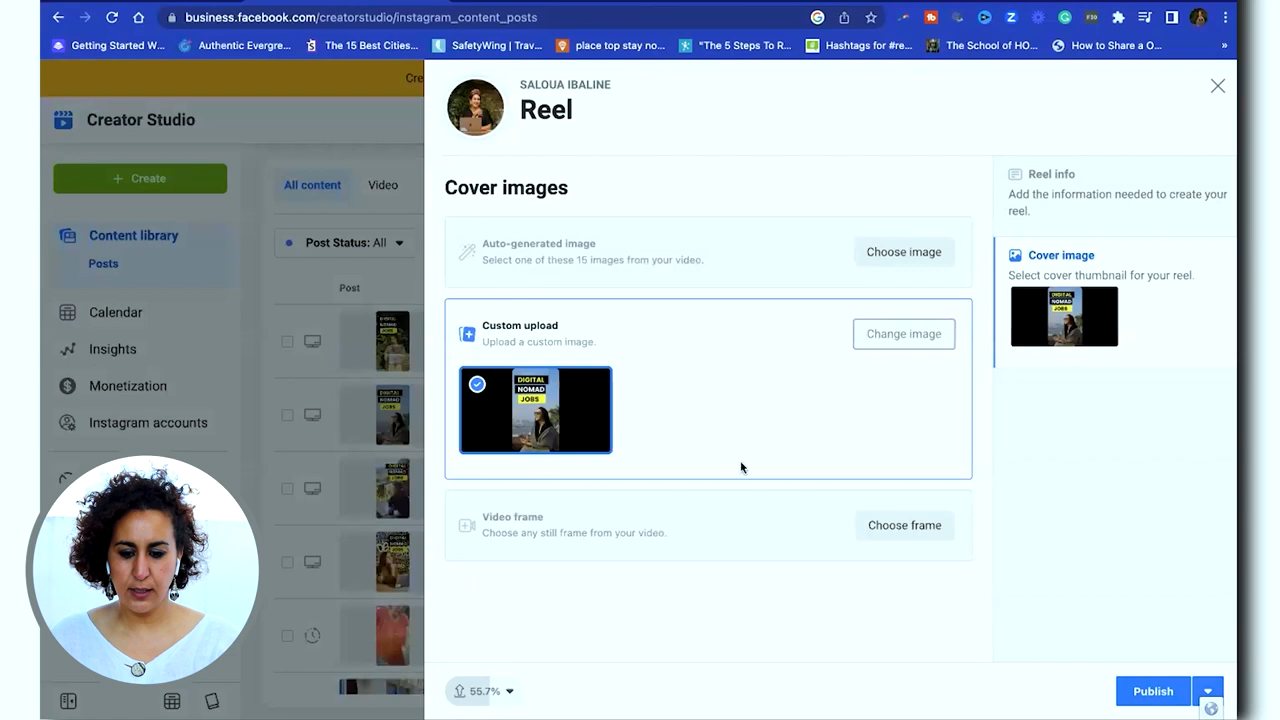 business.facebook.com/creatorstudio/instagram_content_posts
Getting Started W...
Authentic Evergre...
The 15 Best Cities...
SafetyWing | Trav...
place top stay no...
"The 5 Steps To R...
Hashtags for #re...
The School of HO...
How to Share a O...
»
Cre
SALOUA IBALINE
Reel
Creator Studio
+ Create
Content library
Posts
Calendar
Insights
Monetization
Instagram accounts
All content
Video
Post Status: All
Post
Cover images
Auto-generated image
Select one of these 15 images from your video.
Choose image
Custom upload
Upload a custom image.
Change image
DIGITAL
NOMAD
JOBS
Video frame
Choose any still frame from your video.
Choose frame
Reel info
Add the information needed to create your
reel.
Cover image
Select cover thumbnail for your reel.
DIGITAL
NOMAD
JOBS
55.7%
Publish